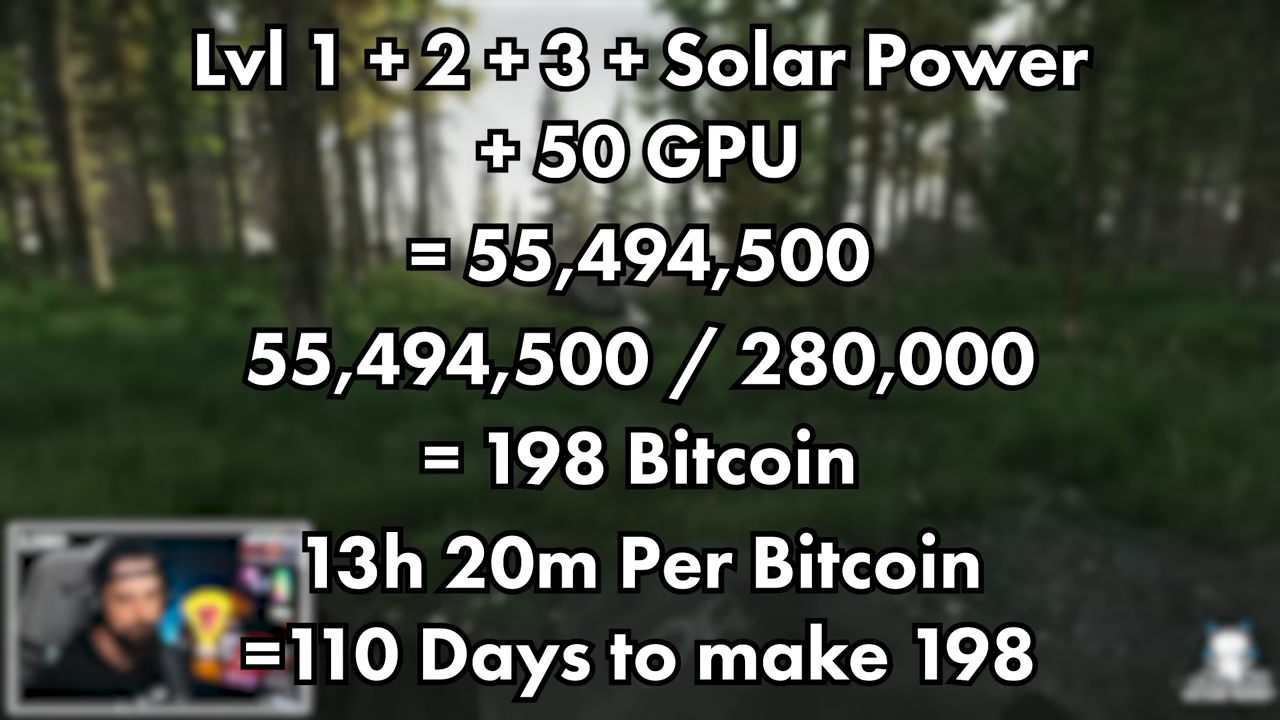 Lvl 1 + 2 + 3 + Solar Power
+ 50 GPU
= 55,494,500
55,494,500 / 280,000
= 198 Bitcoin
13h 20m Per Bitcoin
=110 Days to make 198